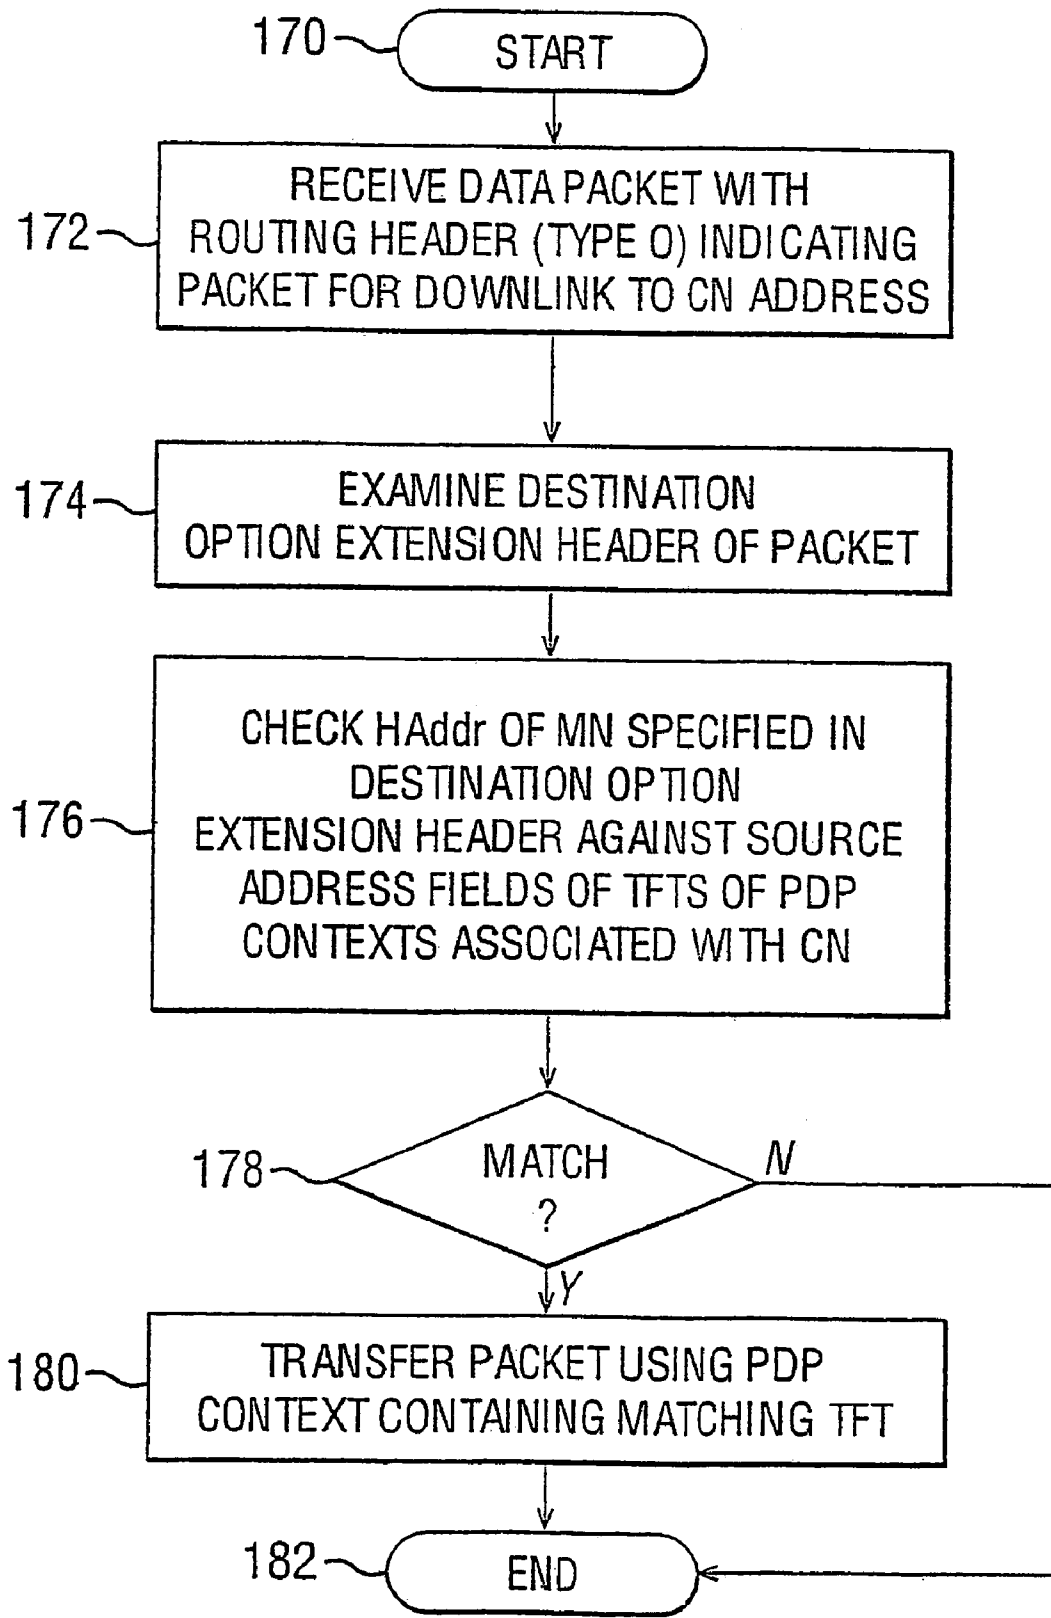 170
START
172
RECEIVE DATA PACKET WITH
ROUTING HEADER (TYPE 0) INDICATING
PACKET FOR DOWNLINK TO CN ADDRESS
174
EXAMINE DESTINATION
OPTION EXTENSION HEADER OF PACKET
176
CHECK HAddr OF MN SPECIFIED IN
DESTINATION OPTION
EXTENSION HEADER AGAINST SOURCE
ADDRESS FIELDS OF TFTS OF PDP
CONTEXTS ASSOCIATED WITH CN
178
MATCH
?
N
Y
180
TRANSFER PACKET USING PDP
CONTEXT CONTAINING MATCHING TFT
182
END